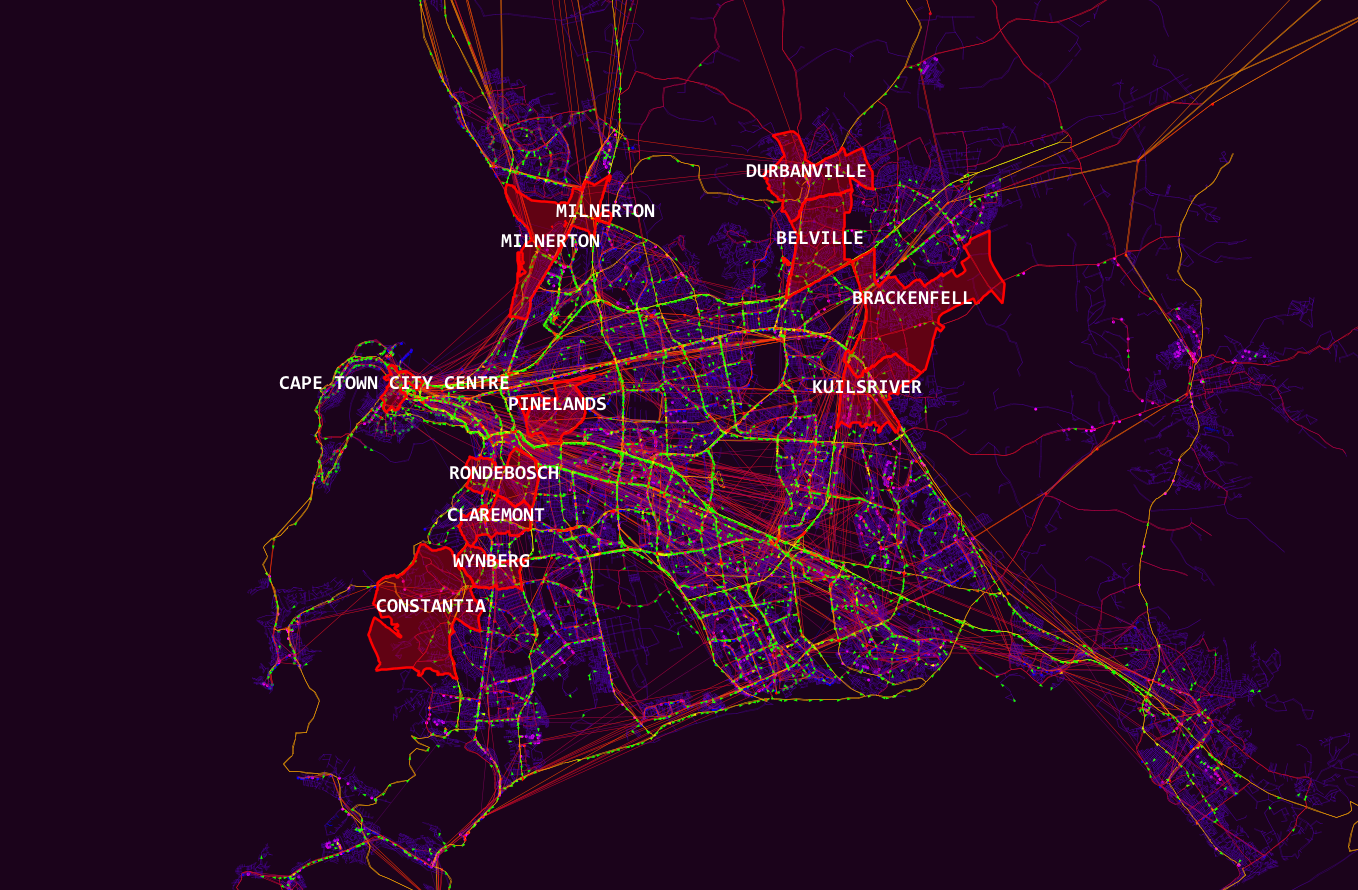 DURBANVILLE
MILNERTON
MILNERTON
BELVILLE
BRACKENFELL
CAPE TOWN CITY CENTRE
KUILSRIVER
PINELANDS
RONDEBOSCH
CLAREMONT
WYNBERG
CONSTANTIA